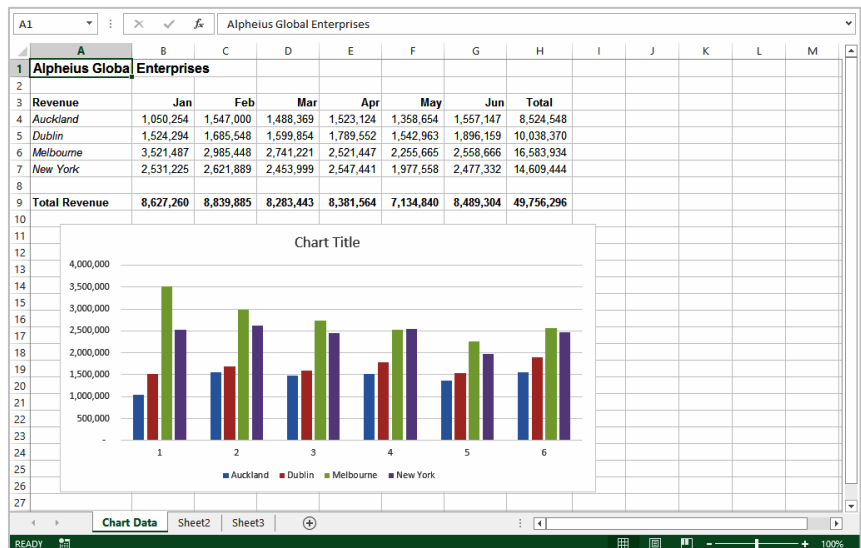 A1 fx Alpheius Global Enterprises
A B C D E F G H I J K L M
1 Alpheius Global Enterprises
2
3 Revenue Jan Feb Mar Apr May Jun Total
4 Auckland 1,050,254 1,547,000 1,488,369 1,523,124 1,358,654 1,557,147 8,524,548
5 Dublin 1,524,294 1,685,548 1,599,854 1,789,552 1,542,963 1,896,159 10,038,370
6 Melbourne 3,521,487 2,985,448 2,741,221 2,521,447 2,255,665 2,558,666 16,583,934
7 New York 2,531,225 2,621,889 2,453,999 2,547,441 1,977,558 2,477,332 14,609,444
8
9 Total Revenue 8,627,260 8,839,885 8,283,443 8,381,564 7,134,840 8,489,304 49,756,296
10
11
12
13
14
15
16
17
18
19
20
21
22
23
24
25
26
27
Chart Title
4,000,000
3,500,000
3,000,000
2,500,000
2,000,000
1,500,000
1,000,000
500,000
-
1 2 3 4 5 6
Auckland Dublin Melbourne New York
Chart Data Sheet2 Sheet3
READY 100%